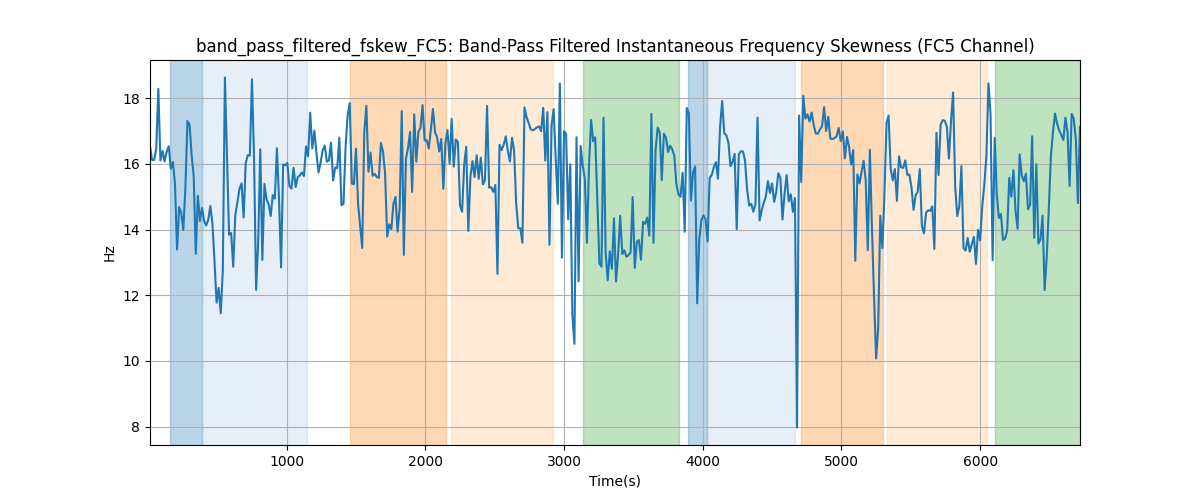 band_pass_filtered_fskew_FC5: Band-Pass Filtered Instantaneous Frequency Skewness (FC5 Channel)
18
16
14
12
10
8
Hz
1000 2000 3000 4000 5000 6000
Time(s)